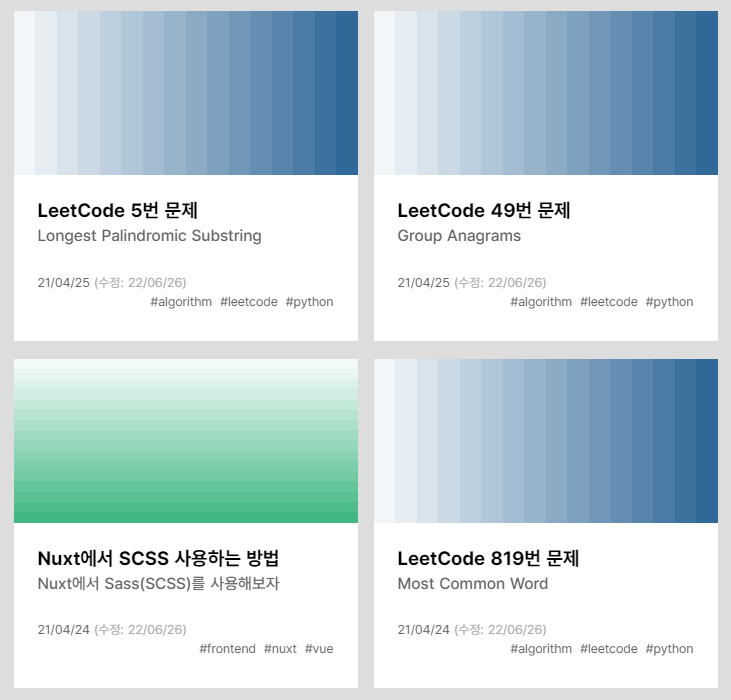 LeetCode 5번 문제
Longest Palindromic Substring
21/04/25 (수정: 22/06/26)
#algorithm #leetcode #python
LeetCode 49번 문제
Group Anagrams
21/04/25 (수정: 22/06/26)
#algorithm #leetcode #python
Nuxt에서 SCSS 사용하는 방법
Nuxt에서 Sass(SCSS)를 사용해보자
21/04/24 (수정: 22/06/26)
#frontend #nuxt #vue
LeetCode 819번 문제
Most Common Word
21/04/24 (수정: 22/06/26)
#algorithm #leetcode #python